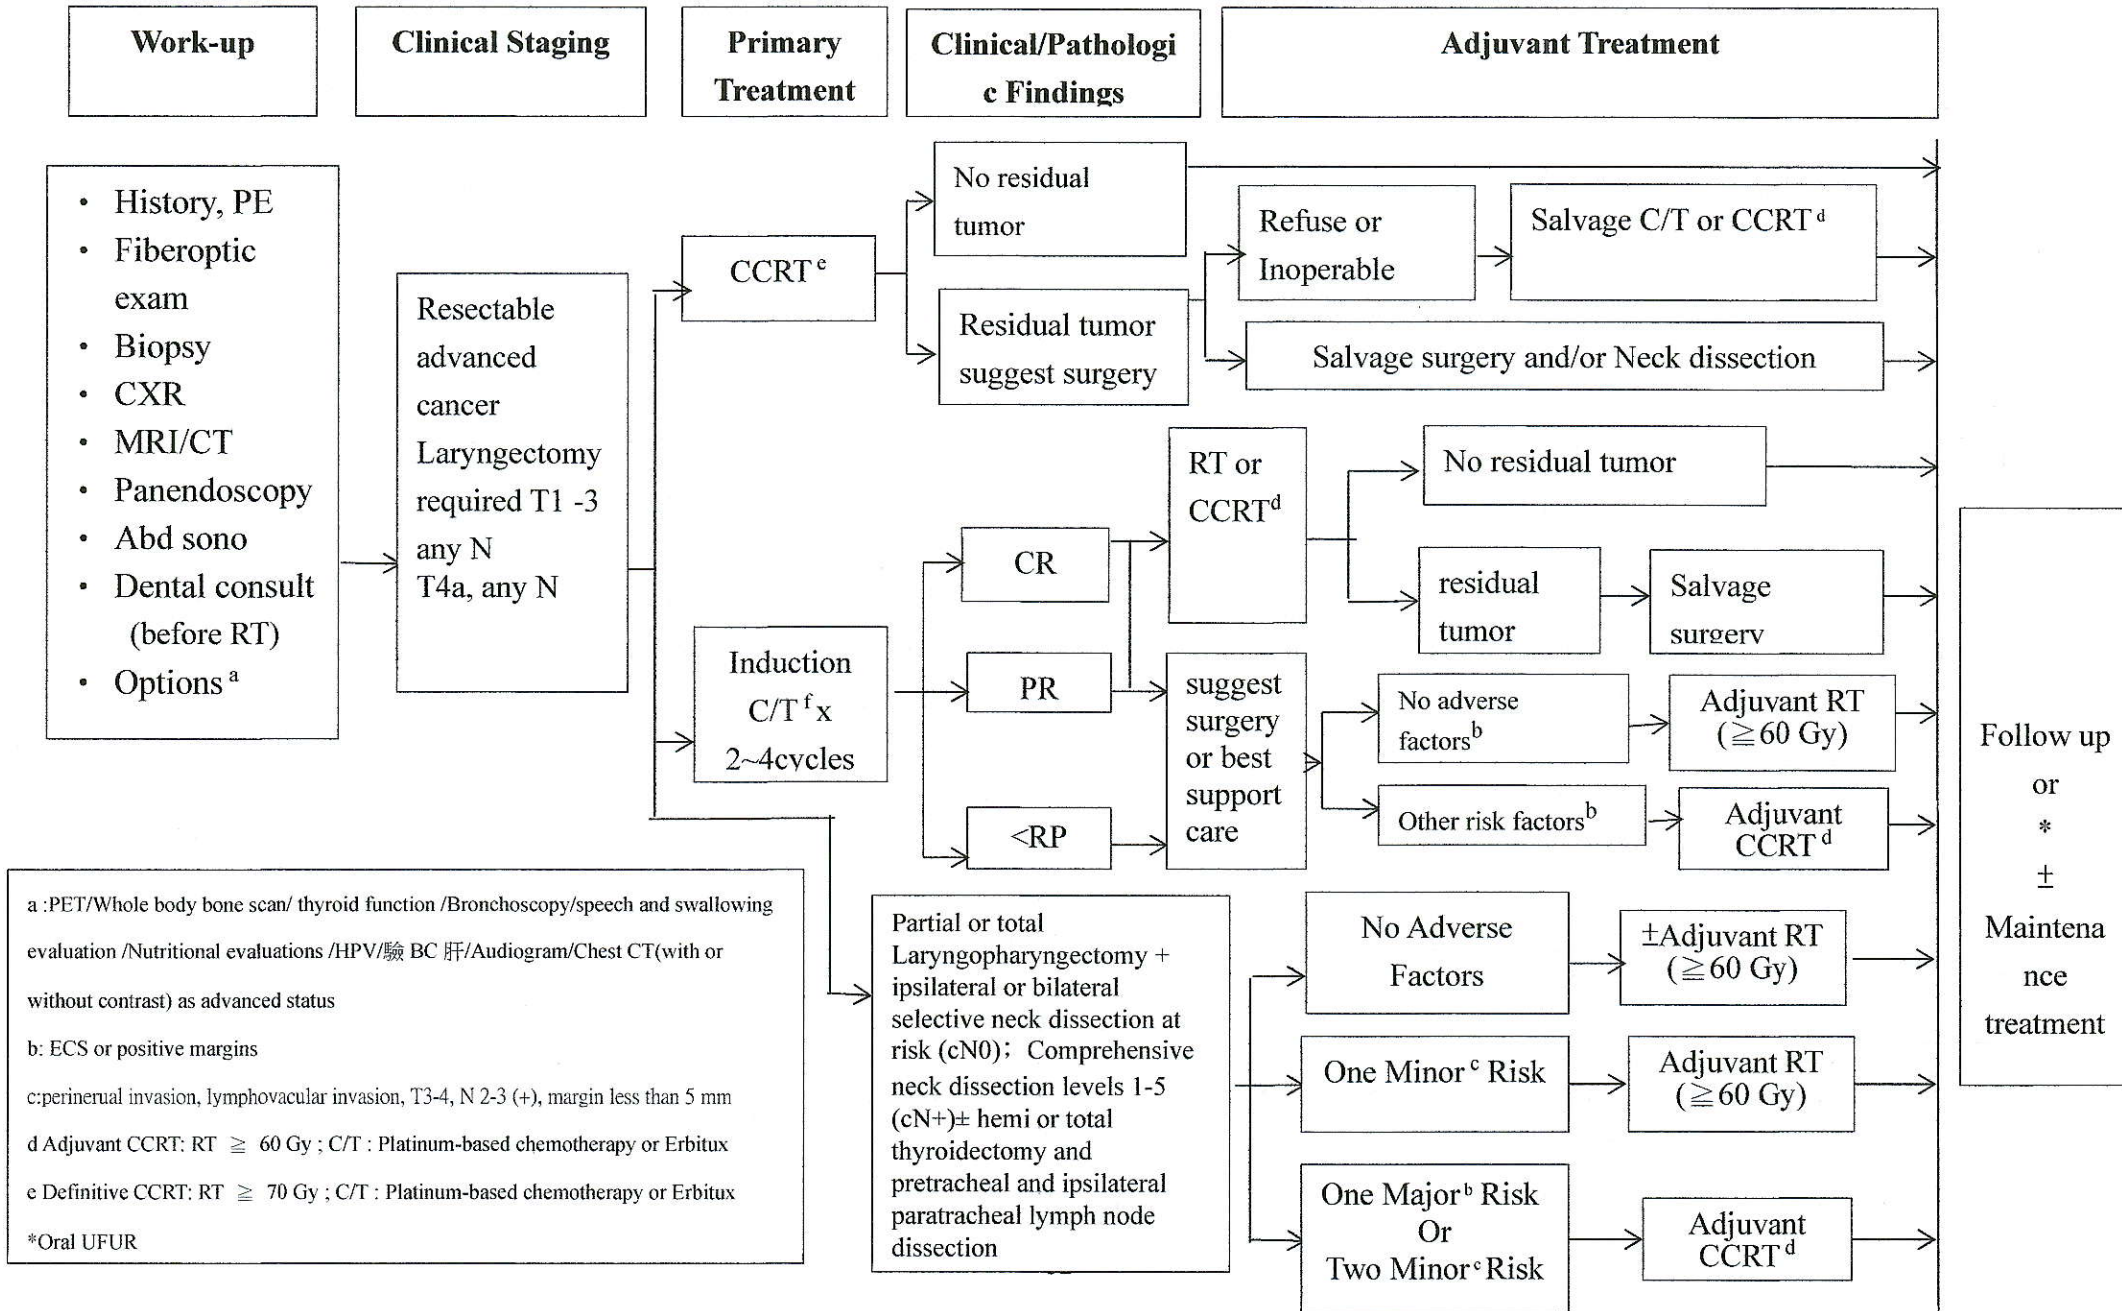 Work-up
Clinical Staging
Primary
Treatment
Clinical/Pathologi
c Findings
Adjuvant Treatment
• History, PE
• Fiberoptic
exam
• Biopsy
• CXR
• MRI/CT
• Panendoscopy
• Abd sono
• Dental consult
(before RT)
• Options a
Resectable
advanced
cancer
Laryngectomy
required T1 -3
any N
T4a, any N
CCRT e
No residual
tumor
Residual tumor
suggest surgery
Refuse or
Inoperable
Salvage C/T or CCRT d
Salvage surgery and/or Neck dissection
Induction
C/T f x
2~4cycles
CR
PR
<RP
RT or
CCRTd
No residual tumor
residual
tumor
Salvage
surgery
suggest
surgery
or best
support
care
No adverse
factorsb
Adjuvant RT
(≧60 Gy)
Other risk factorsb
Adjuvant
CCRT d
Partial or total
Laryngopharyngectomy +
ipsilateral or bilateral
selective neck dissection at
risk (cN0); Comprehensive
neck dissection levels 1-5
(cN+)± hemi or total
thyroidectomy and
pretracheal and ipsilateral
paratracheal lymph node
dissection
No Adverse
Factors
±Adjuvant RT
(≧60 Gy)
One Minor c Risk
Adjuvant RT
(≧60 Gy)
One Major b Risk
Or
Two Minor c Risk
Adjuvant
CCRT d
Follow up
or
*
±
Maintena
nce
treatment
a :PET/Whole body bone scan/ thyroid function /Bronchoscopy/speech and swallowing
evaluation /Nutritional evaluations /HPV/驗 BC 肝/Audiogram/Chest CT(with or
without contrast) as advanced status
b: ECS or positive margins
c:perinerual invasion, lymphovacular invasion, T3-4, N 2-3 (+), margin less than 5 mm
d Adjuvant CCRT: RT ≧ 60 Gy ; C/T : Platinum-based chemotherapy or Erbitux
e Definitive CCRT: RT ≧ 70 Gy ; C/T : Platinum-based chemotherapy or Erbitux
*Oral UFUR